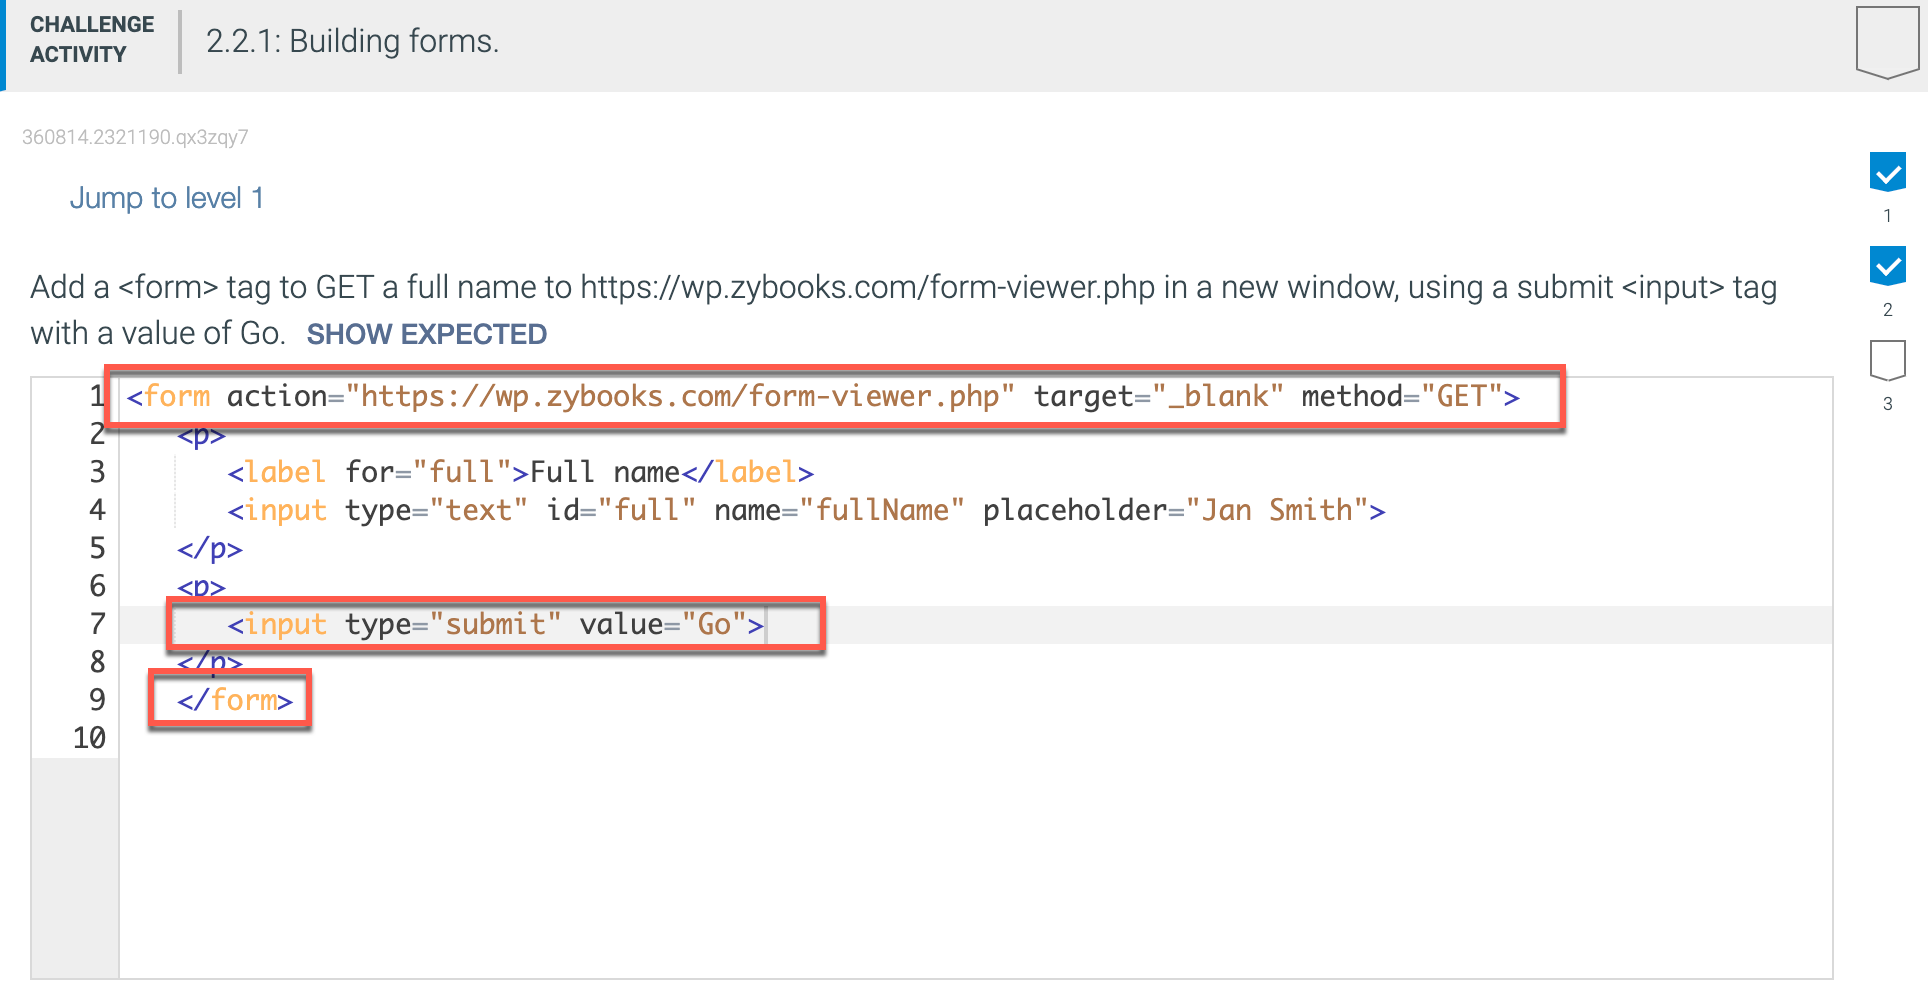 CHALLENGE
ACTIVITY
2.2.1: Building forms.
360814.2321190.qx3zqy7
Jump to level 1
1
2
3
Add a <form> tag to GET a full name to https://wp.zybooks.com/form-viewer.php in a new window, using a submit <input> tag
with a value of Go. SHOW EXPECTED
1 <form action="https://wp.zybooks.com/form-viewer.php" target="_blank" method="GET">
2 <p>
3 <label for="full">Full name</label>
4 <input type="text" id="full" name="fullName" placeholder="Jan Smith">
5 </p>
6 <p>
7 <input type="submit" value="Go">
8 </p>
9 </form>
10